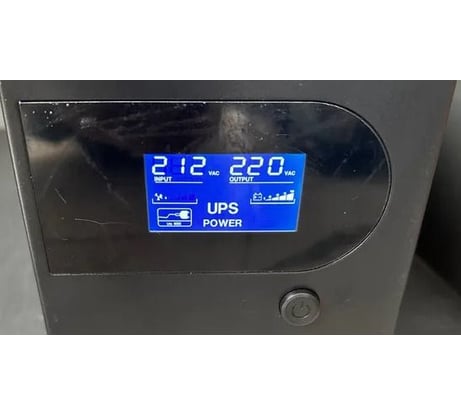 212 VAC 220 VAC
INPUT OUTPUT
UPS
POWER